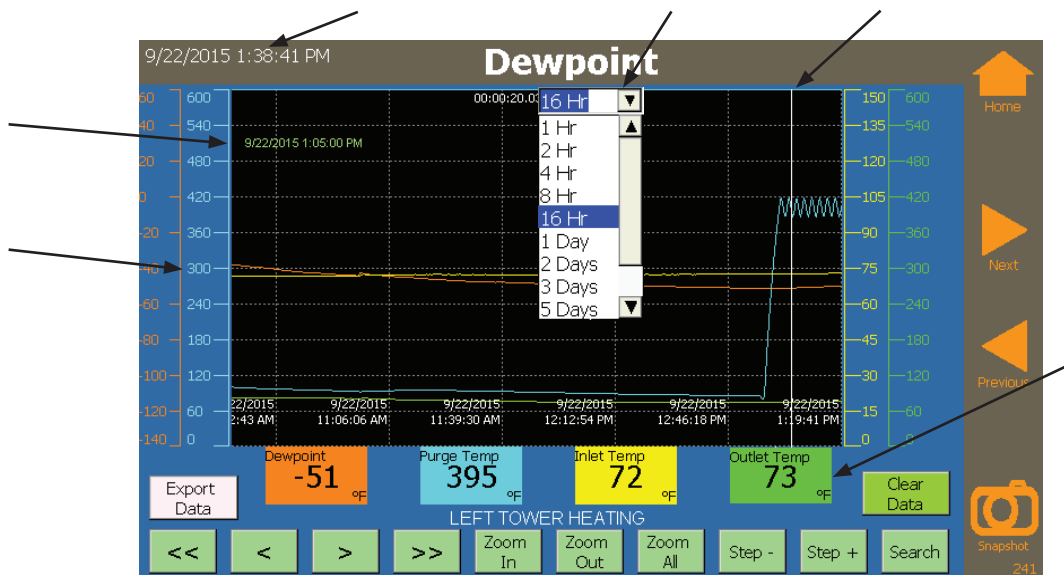 9/22/2015 1:38:41 PM
Dewpoint
Home
Next
Previous
Snapshot
241
00:00:20.03
16 Hr
1 Hr
2 Hr
4 Hr
8 Hr
16 Hr
1 Day
2 Days
3 Days
5 Days
9/22/2015 1:05:00 PM
600 150 600
540 135 540
20 480 120 480
0 420 105 420
-20 360 90 360
300 75 300
-60 240 60 240
-80 180 45 180
-100 120 30 120
-120 60 15 60
-140 0 0
22/2015 9/22/2015 9/22/2015 9/22/2015 9/22/2015 9/22/2015
2:43 AM 11:06:06 AM 11:39:30 AM 12:12:54 PM 12:46:18 PM 1:19:41 PM
Dewpoint
-51 °F
Purge Temp
395 °F
Inlet Temp
72 °F
Outlet Temp
73 °F
Export
Data
Clear
Data
LEFT TOWER HEATING
<<
<
>
>>
Zoom
In
Zoom
Out
Zoom
All
Step -
Step +
Search